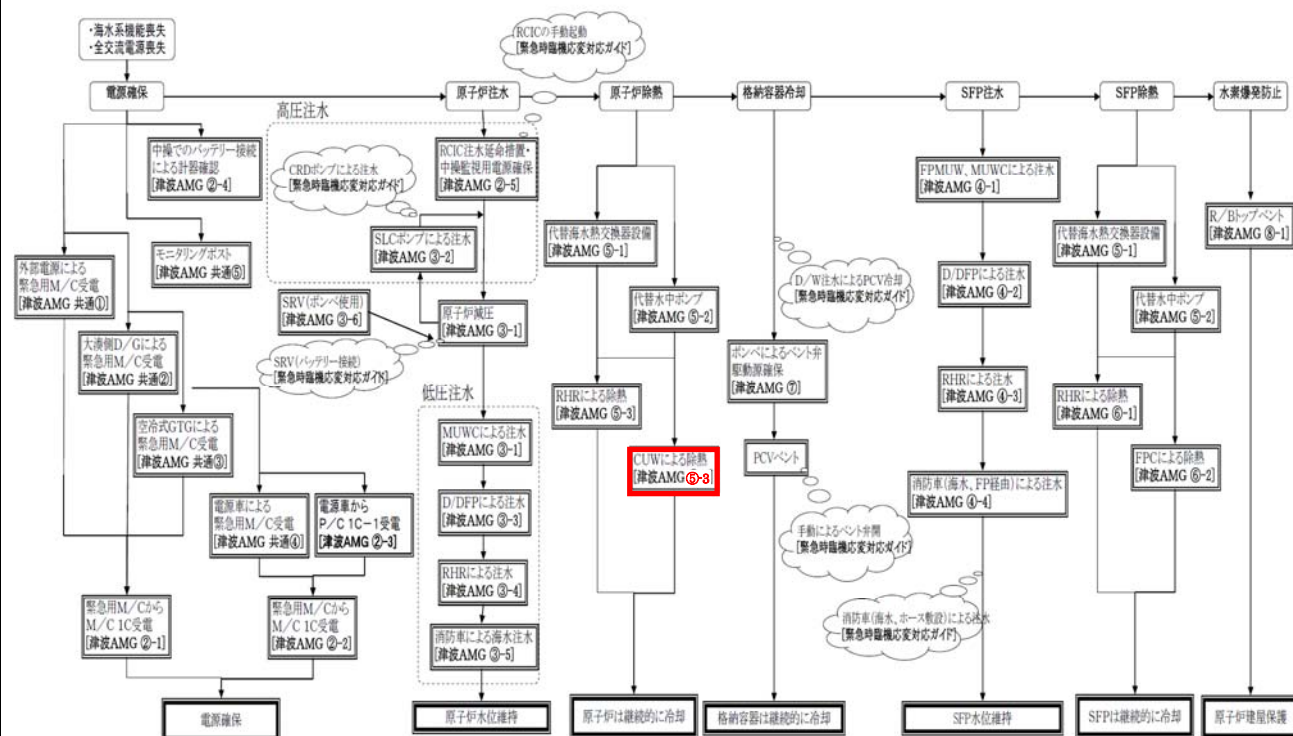 ・海水系機能喪失
・全交流電源喪失
RCICの手動起動
[緊急時臨機応変対応ガイド]
電源確保
原子炉注水
原子炉除熱
格納容器冷却
SFP注水
SFP除熱
水素爆発防止
高圧注水
中操でのバッテリー接続
による計器確認
[津波AMG ②-4]
CRDポンプによる注水
[緊急時臨機応変対応ガイド]
RCIC注水延命措置・
中操監視用電源確保
[津波AMG ②-5]
SLCポンプによる注水
[津波AMG ③-2]
モニタリングポスト
[津波AMG 共通⑤]
外部電源による
緊急用M/C受電
[津波AMG 共通①]
SRV(ボンベ使用)
[津波AMG ③-6]
原子炉減圧
[津波AMG ③-1]
大湊側D/Gによる
緊急用M/C受電
[津波AMG 共通②]
SRV(バッテリー接続)
[緊急時臨機応変対応ガイド]
低圧注水
空冷式GTGによる
緊急用M/C受電
[津波AMG 共通③]
MUWCによる注水
[津波AMG ③-1]
電源車による
緊急用M/C受電
[津波AMG 共通④]
電源車から
P/C 1C-1受電
[津波AMG ②-3]
D/DFPによる注水
[津波AMG ③-3]
RHRによる注水
[津波AMG ③-4]
緊急用M/Cから
M/C 1C受電
[津波AMG ②-1]
緊急用M/Cから
M/C 1C受電
[津波AMG ②-2]
消防車による海水注水
[津波AMG ③-5]
代替海水熱交換器設備
[津波AMG ⑤-1]
代替水中ポンプ
[津波AMG ⑤-2]
RHRによる除熱
[津波AMG ⑤-3]
CUWによる除熱
[津波AMG ⑤-3]
D/W注水によるPCV冷却
[緊急時臨機応変対応ガイド]
ボンベによるベント弁
駆動源確保
[津波AMG ⑦]
PCVベント
手動によるベント弁開
[緊急時臨機応変対応ガイド]
FPMUW、MUWCによる注水
[津波AMG ④-1]
D/DFPによる注水
[津波AMG ④-2]
RHRによる注水
[津波AMG ④-3]
消防車(海水、FP経由)による注水
[津波AMG ④-4]
消防車(海水、ホース敷設)による注水
[緊急時臨機応変対応ガイド]
代替海水熱交換器設備
[津波AMG ⑤-1]
代替水中ポンプ
[津波AMG ⑤-2]
RHRによる除熱
[津波AMG ⑥-1]
FPCによる除熱
[津波AMG ⑥-2]
R/Bトップベント
[津波AMG ⑧-1]
電源確保
原子炉水位維持
原子炉は継続的に冷却
格納容器は継続的に冷却
SFP水位維持
SFPは継続的に冷却
原子炉建屋保護